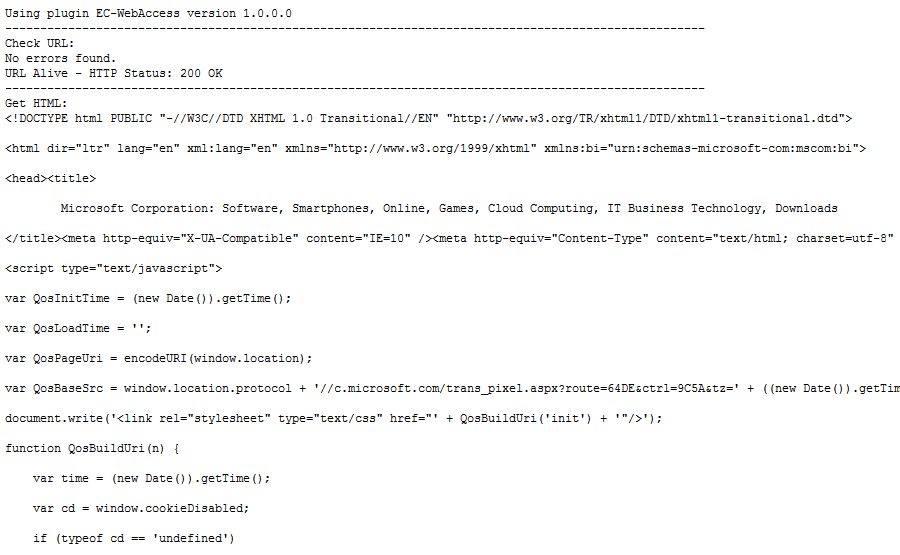 Using plugin EC-WebAccess version 1.0.0.0
----------------------------------------------------------------------------------------------------
Check URL:
No errors found.
URL Alive - HTTP Status: 200 OK
----------------------------------------------------------------------------------------------------
Get HTML:
<!DOCTYPE html PUBLIC "-//W3C//DTD XHTML 1.0 Transitional//EN" "http://www.w3.org/TR/xhtml1/DTD/xhtml1-transitional.dtd">
<html dir="ltr" lang="en" xml:lang="en" xmlns="http://www.w3.org/1999/xhtml" xmlns:bi="urn:schemas-microsoft-com:mscom:bi">
<head><title>
Microsoft Corporation: Software, Smartphones, Online, Games, Cloud Computing, IT Business Technology, Downloads
</title><meta http-equiv="X-UA-Compatible" content="IE=10" /><meta http-equiv="Content-Type" content="text/html; charset=utf-8"
<script type="text/javascript">
var QosInitTime = (new Date()).getTime();
var QosLoadTime = '';
var QosPageUri = encodeURI(window.location);
var QosBaseSrc = window.location.protocol + '//c.microsoft.com/trans_pixel.aspx?route=64DE&ctrl=9C5A&tz=' + ((new Date()).getTim
document.write('<link rel="stylesheet" type="text/css" href="' + QosBuildUri('init') + '"/>');
function QosBuildUri(n) {
var time = (new Date()).getTime();
var cd = window.cookieDisabled;
if (typeof cd == 'undefined')